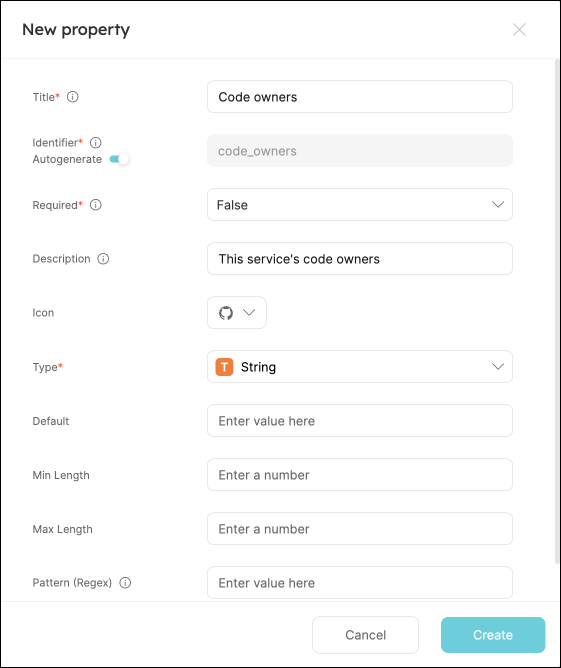 New property
Title*
Code owners
Identifier*
Autogenerate
code_owners
Required*
False
Description
This service's code owners
Icon
Type*
T String
Default
Enter value here
Min Length
Enter a number
Max Length
Enter a number
Pattern (Regex)
Enter value here
Cancel
Create